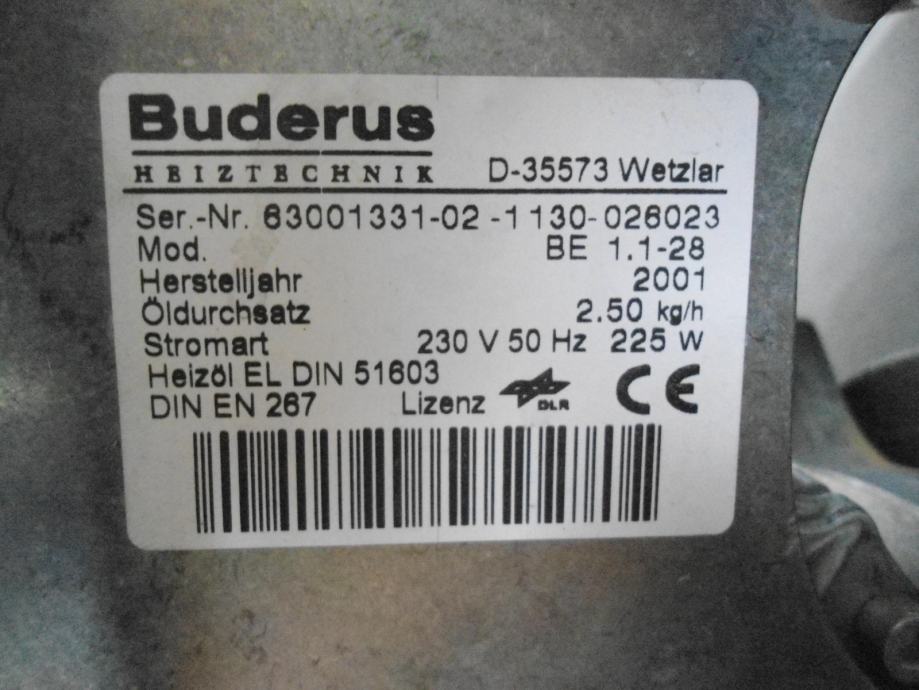 Buderus
HEIZTECHNIK D-35573 Wetzlar
Ser.-Nr. 63001331-02 -1 130- 026023
Mod. BE 1.1-28
Herstelljahr 2001
Öldurchsatz 2.50 kg/h
Stromart 230 V 50 Hz 225 W
Heizöl EL DIN 51603
DIN EN 267 Lizenz DLR CE